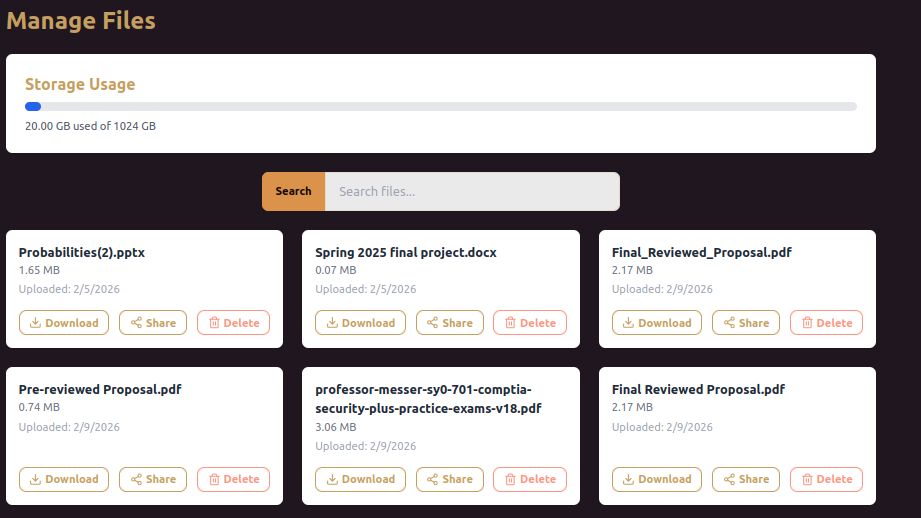 Manage Files
Storage Usage
20.00 GB used of 1024 GB
Search
Search files...
Probabilities(2).pptx
1.65 MB
Uploaded: 2/5/2026
Download
Share
Delete
Spring 2025 final project.docx
0.07 MB
Uploaded: 2/5/2026
Download
Share
Delete
Final_Reviewed_Proposal.pdf
2.17 MB
Uploaded: 2/9/2026
Download
Share
Delete
Pre-reviewed Proposal.pdf
0.74 MB
Uploaded: 2/9/2026
Download
Share
Delete
professor-messer-sy0-701-comptia-
security-plus-practice-exams-v18.pdf
3.06 MB
Uploaded: 2/9/2026
Download
Share
Delete
Final Reviewed Proposal.pdf
2.17 MB
Uploaded: 2/9/2026
Download
Share
Delete